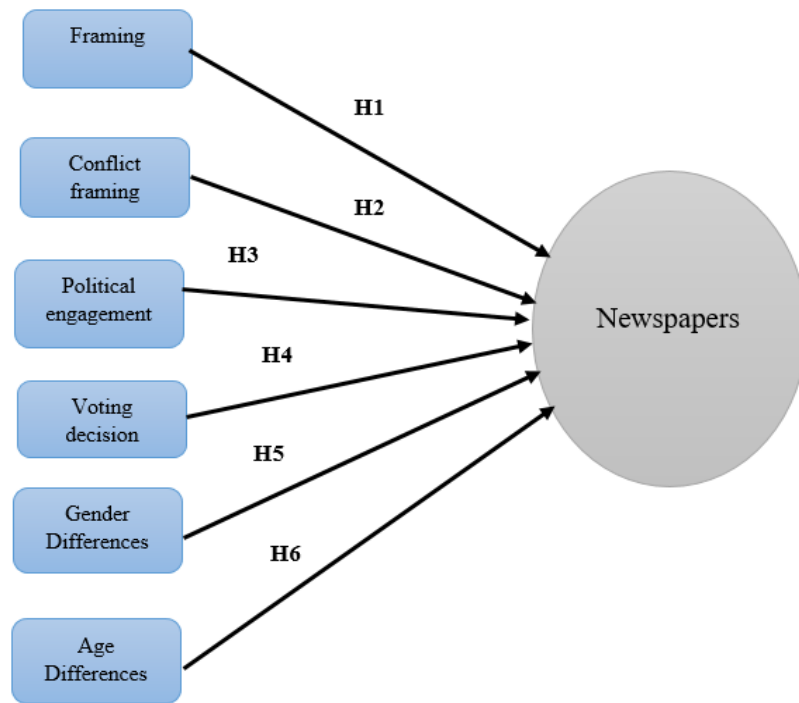 Framing
H1
Conflict
framing
H2
H3
Political
engagement
Newspapers
H4
Voting
decision
H5
Gender
Differences
H6
Age
Differences